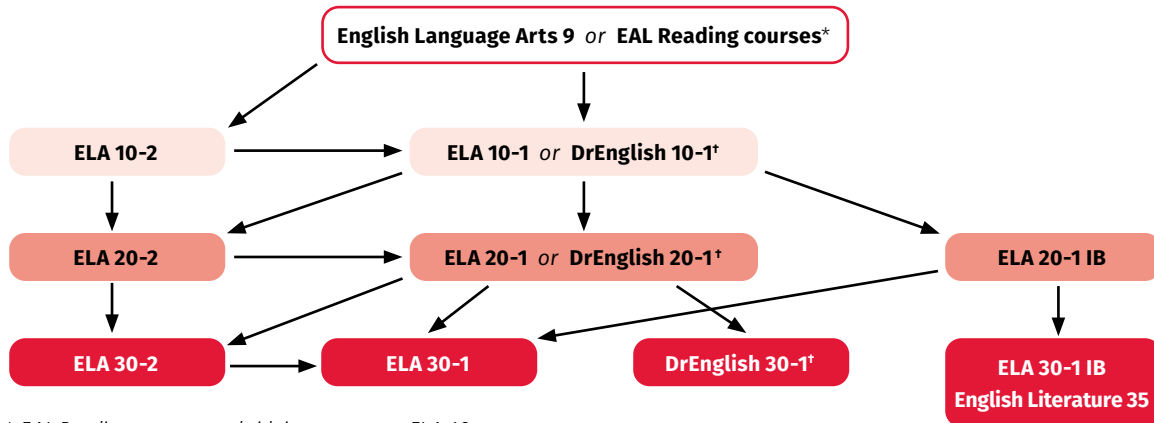 English Language Arts 9 or EAL Reading courses*
ELA 10-2
ELA 10-1 or DrEnglish 10-1†
ELA 20-2
ELA 20-1 or DrEnglish 20-1†
ELA 20-1 IB
ELA 30-2
ELA 30-1
DrEnglish 30-1†
ELA 30-1 IB
English Literature 35